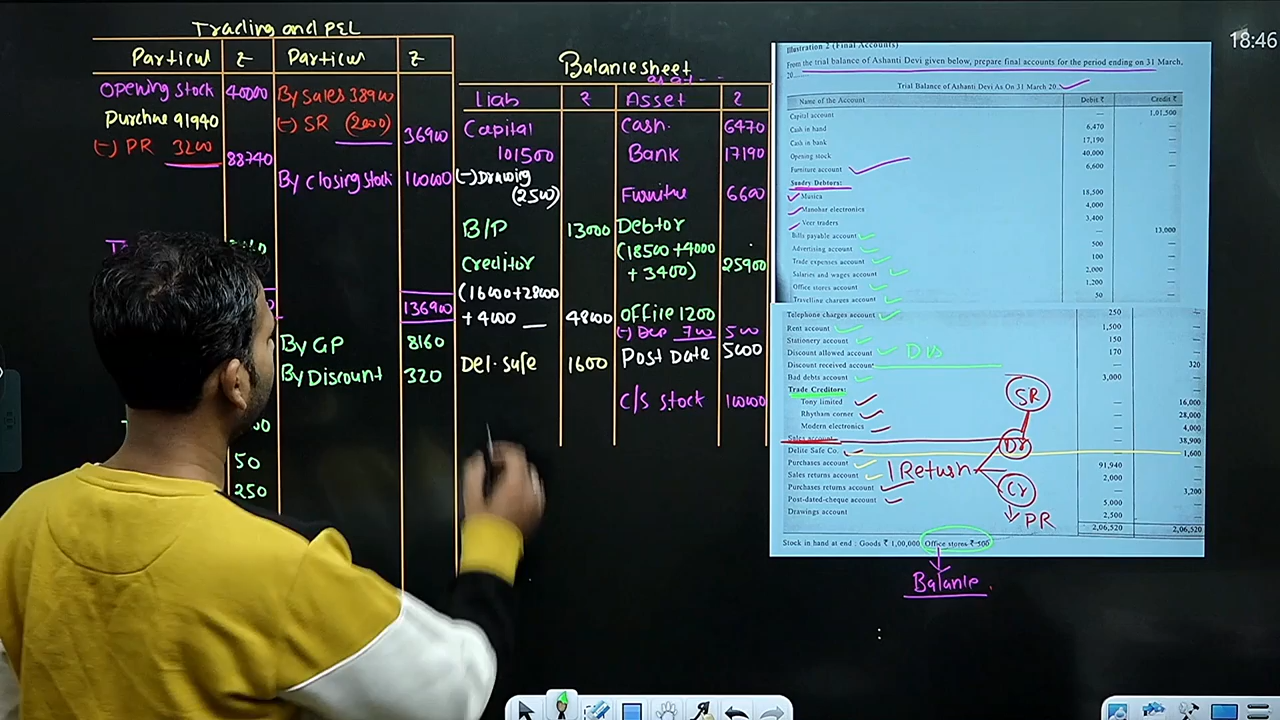 Trading and P&L
Particul ₹ Particus ₹
Opening stock 40000 By Sales 38900
(-) SR (2000) 36900
Purchase 91940
(-) PR 3200 88740
By Closing Stock 100000
136900
By GP 8160
By Discount 320
50
250
Balance sheet
as at - - -
Liab ₹ Asset ₹
Capital
101500
(-) Drawing
(2500)
B/P 13000
Creditor
(16000+28000
+ 4000 48000
Del. safe 1600
Cash. 6470
Bank 17190
Furnitre 6600
Debtor
(18500+4000
+ 3400) 25900
office 1200
(-) Exp 700 500
Post Date 5000
C/S stock 100000
Illustration 2 (Final Accounts)
From the trial balance of Ashanti Devi given below, prepare final accounts for the period ending on 31 March,
20.......
Trial Balance of Ashanti Devi As On 31 March 20..
Name of the Account Debit ₹ Credit ₹
Capital account — 1,01,500
Cash in hand 6,470 —
Cash in bank 17,190 —
Opening stock 40,000 —
Furniture account 6,600 —
Sundry Debtors:
Musica 18,500 —
Manohar electronics 4,000 —
Veer traders 3,400 —
Bills payable account — 13,000
Advertising account 500 —
Trade expenses account 100 —
Salaries and wages account 2,000 —
Office stores account 1,200 —
Travelling charges account 50 —
Telephone charges account 250 —
Rent account 1,500 —
Stationery account 150 —
Discount allowed account Dis 170 —
Discount received account — 320
Bad debts account 3,000 —
Trade Creditors:
Tony limited — 16,000
Rhytham corner — 28,000
Modern electronics — 4,000
Sales account — 38,900
Delite Safe Co. — 1,600
Purchases account 91,940 —
Sales returns account 2,000 —
Purchases returns account — 3,200
Post-dated-cheque account 5,000 —
Drawings account 2,500 —
2,06,520 2,06,520
SR
Dr
Return
Cr
PR
Stock in hand at end : Goods ₹ 1,00,000 Office stores ₹ 500
Balanle
18:46